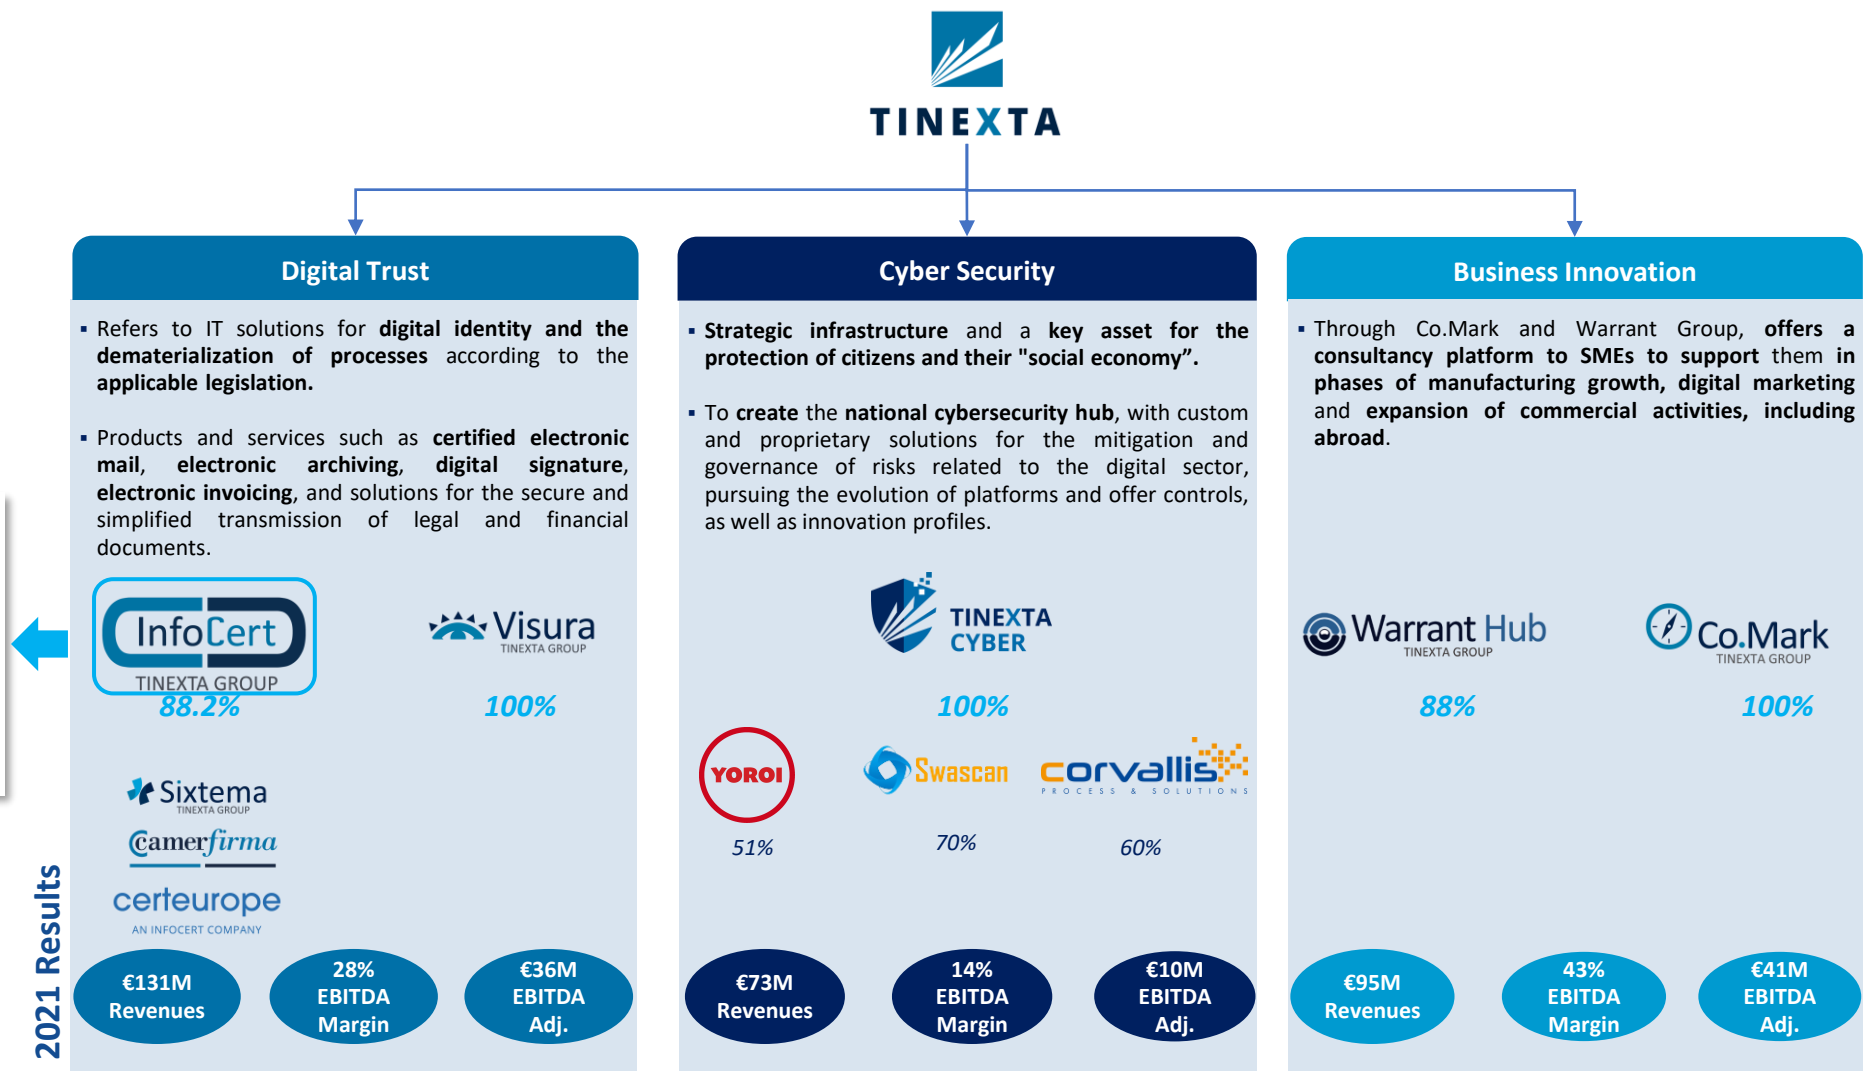 TINEXTA
Digital Trust
▪ Refers to IT solutions for digital identity and the
dematerialization of processes according to the
applicable legislation.
▪ Products and services such as certified electronic
mail, electronic archiving, digital signature,
electronic invoicing, and solutions for the secure and
simplified transmission of legal and financial
documents.
InfoCert
TINEXTA GROUP
88.2%
Visura
TINEXTA GROUP
100%
Sixtema
TINEXTA GROUP
Camerfirma
certeurope
AN INFOCERT COMPANY
2021 Results
€131M
Revenues
28%
EBITDA
Margin
€36M
EBITDA
Adj.
Cyber Security
▪ Strategic infrastructure and a key asset for the
protection of citizens and their "social economy”.
▪ To create the national cybersecurity hub, with custom
and proprietary solutions for the mitigation and
governance of risks related to the digital sector,
pursuing the evolution of platforms and offer controls,
as well as innovation profiles.
TINEXTA
CYBER
100%
YOROI
51%
Swascan
70%
corvallis
PROCESS & SOLUTIONS
60%
€73M
Revenues
14%
EBITDA
Margin
€10M
EBITDA
Adj.
Business Innovation
▪ Through Co.Mark and Warrant Group, offers a
consultancy platform to SMEs to support them in
phases of manufacturing growth, digital marketing
and expansion of commercial activities, including
abroad.
Warrant Hub
TINEXTA GROUP
88%
Co.Mark
TINEXTA GROUP
100%
€95M
Revenues
43%
EBITDA
Margin
€41M
EBITDA
Adj.